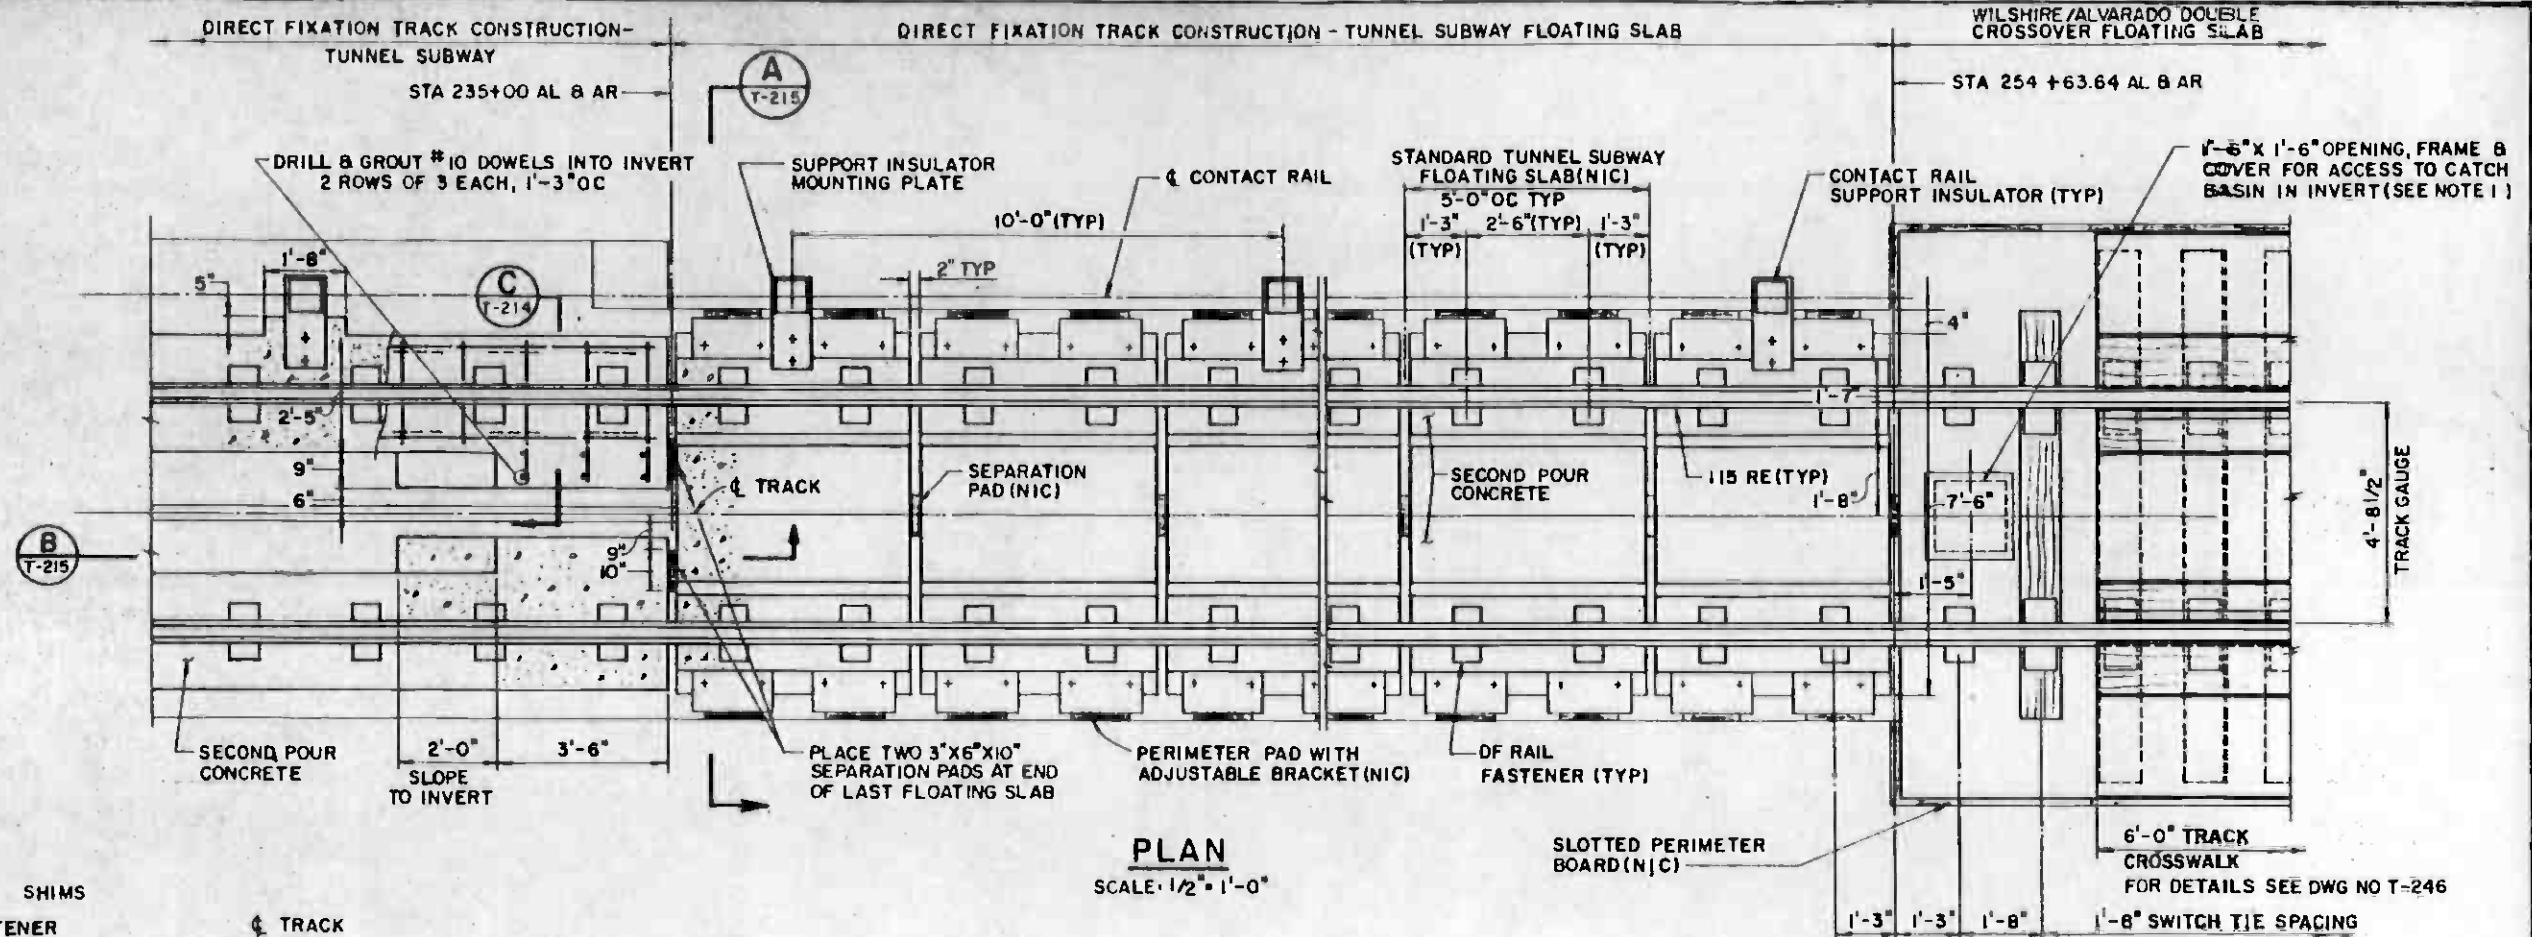 DIRECT FIXATION TRACK CONSTRUCTION-
TUNNEL SUBWAY
DIRECT FIXATION TRACK CONSTRUCTION - TUNNEL SUBWAY FLOATING SLAB
WILSHIRE/ALVARADO DOUBLE
CROSSOVER FLOATING SLAB
STA 235+00 AL & AR
A
T-215
STA 254+63.64 AL & AR
DRILL & GROUT #10 DOWELS INTO INVERT
2 ROWS OF 3 EACH, 1'-3" OC
SUPPORT INSULATOR
MOUNTING PLATE
℄ CONTACT RAIL
STANDARD TUNNEL SUBWAY
FLOATING SLAB (NIC)
5'-0" OC TYP
1'-3" 2'-6" (TYP) 1'-3"
(TYP) (TYP)
CONTACT RAIL
SUPPORT INSULATOR (TYP)
1'-6" X 1'-6" OPENING, FRAME &
COVER FOR ACCESS TO CATCH
BASIN IN INVERT (SEE NOTE 1)
10'-0" (TYP)
1'-8"
5"
C
T-214
2" TYP
4"
2'-5"
1'-7"
9"
6"
SEPARATION
PAD (NIC)
℄ TRACK
SECOND POUR
CONCRETE
115 RE (TYP)
1'-8"
7'-6"
4'-8 1/2"
TRACK GAUGE
B
T-215
9"
10"
1'-5"
SECOND POUR
CONCRETE
2'-0"
3'-6"
SLOPE
TO INVERT
PLACE TWO 3"X6"X10"
SEPARATION PADS AT END
OF LAST FLOATING SLAB
PERIMETER PAD WITH
ADJUSTABLE BRACKET (NIC)
DF RAIL
FASTENER (TYP)
PLAN
SCALE: 1/2" = 1'-0"
SLOTTED PERIMETER
BOARD (NIC)
6'-0" TRACK
CROSSWALK
FOR DETAILS SEE DWG NO T-246
SHIMS
TENER
℄ TRACK
1'-3" 1'-3" 1'-8" 1'-8" SWITCH TIE SPACING